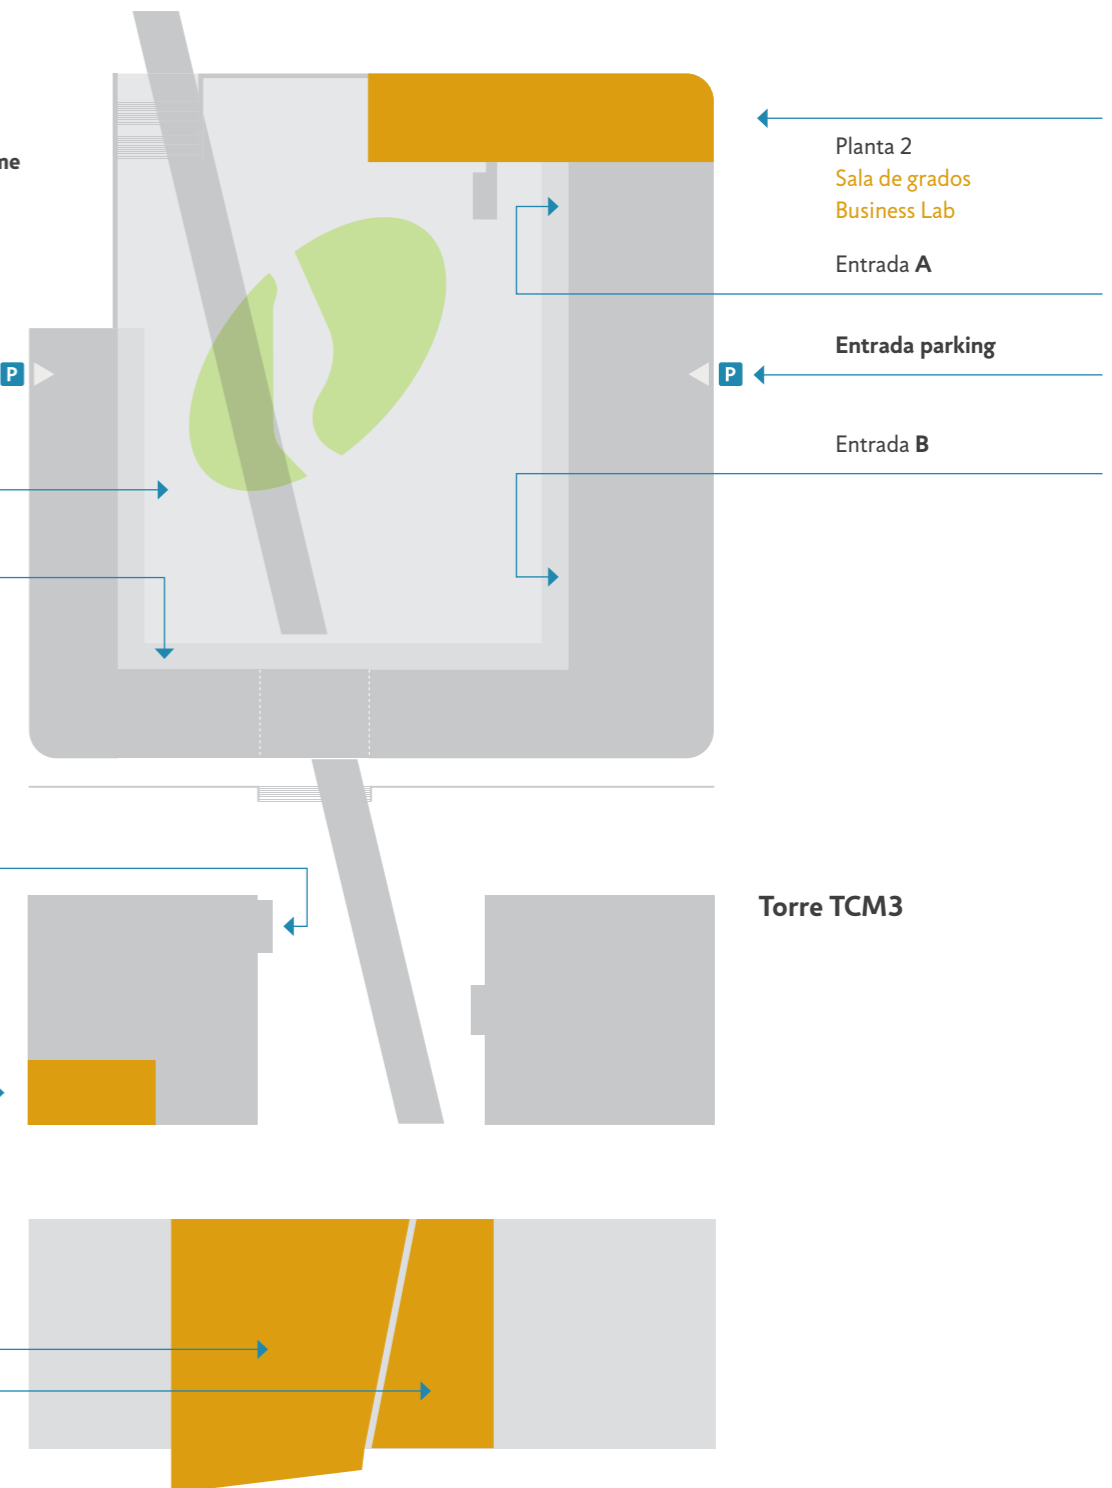 Planta 2
Sala de grados
Business Lab
Entrada A
Entrada parking
P
P
Entrada B
Torre TCM3